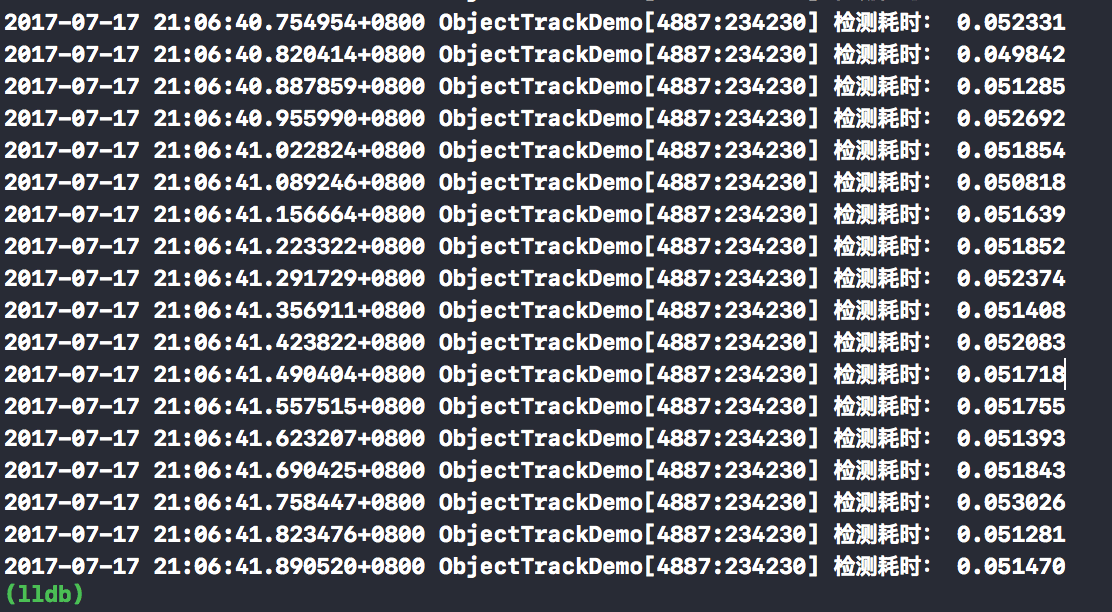 2017-07-17 21:06:40.754954+0800 ObjectTrackDemo[4887:234230] 检测耗时： 0.052331
2017-07-17 21:06:40.820414+0800 ObjectTrackDemo[4887:234230] 检测耗时： 0.049842
2017-07-17 21:06:40.887859+0800 ObjectTrackDemo[4887:234230] 检测耗时： 0.051285
2017-07-17 21:06:40.955990+0800 ObjectTrackDemo[4887:234230] 检测耗时： 0.052692
2017-07-17 21:06:41.022824+0800 ObjectTrackDemo[4887:234230] 检测耗时： 0.051854
2017-07-17 21:06:41.089246+0800 ObjectTrackDemo[4887:234230] 检测耗时： 0.050818
2017-07-17 21:06:41.156664+0800 ObjectTrackDemo[4887:234230] 检测耗时： 0.051639
2017-07-17 21:06:41.223322+0800 ObjectTrackDemo[4887:234230] 检测耗时： 0.051852
2017-07-17 21:06:41.291729+0800 ObjectTrackDemo[4887:234230] 检测耗时： 0.052374
2017-07-17 21:06:41.356911+0800 ObjectTrackDemo[4887:234230] 检测耗时： 0.051408
2017-07-17 21:06:41.423822+0800 ObjectTrackDemo[4887:234230] 检测耗时： 0.052083
2017-07-17 21:06:41.490404+0800 ObjectTrackDemo[4887:234230] 检测耗时： 0.051718
2017-07-17 21:06:41.557515+0800 ObjectTrackDemo[4887:234230] 检测耗时： 0.051755
2017-07-17 21:06:41.623207+0800 ObjectTrackDemo[4887:234230] 检测耗时： 0.051393
2017-07-17 21:06:41.690425+0800 ObjectTrackDemo[4887:234230] 检测耗时： 0.051843
2017-07-17 21:06:41.758447+0800 ObjectTrackDemo[4887:234230] 检测耗时： 0.053026
2017-07-17 21:06:41.823476+0800 ObjectTrackDemo[4887:234230] 检测耗时： 0.051281
2017-07-17 21:06:41.890520+0800 ObjectTrackDemo[4887:234230] 检测耗时： 0.051470
(lldb)